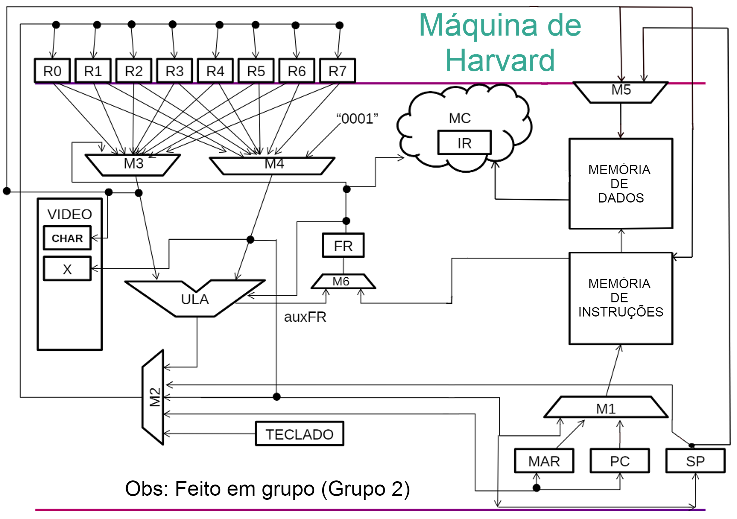 Máquina de
Harvard
R0 R1 R2 R3 R4 R5 R6 R7
M5
"0001"
MC
IR
M3
M4
MEMÓRIA
DE
DADOS
VIDEO
CHAR
X
FR
M6
ULA
auxFR
MEMÓRIA
DE
INSTRUÇÕES
M2
M1
TECLADO
MAR
PC
SP
Obs: Feito em grupo (Grupo 2)